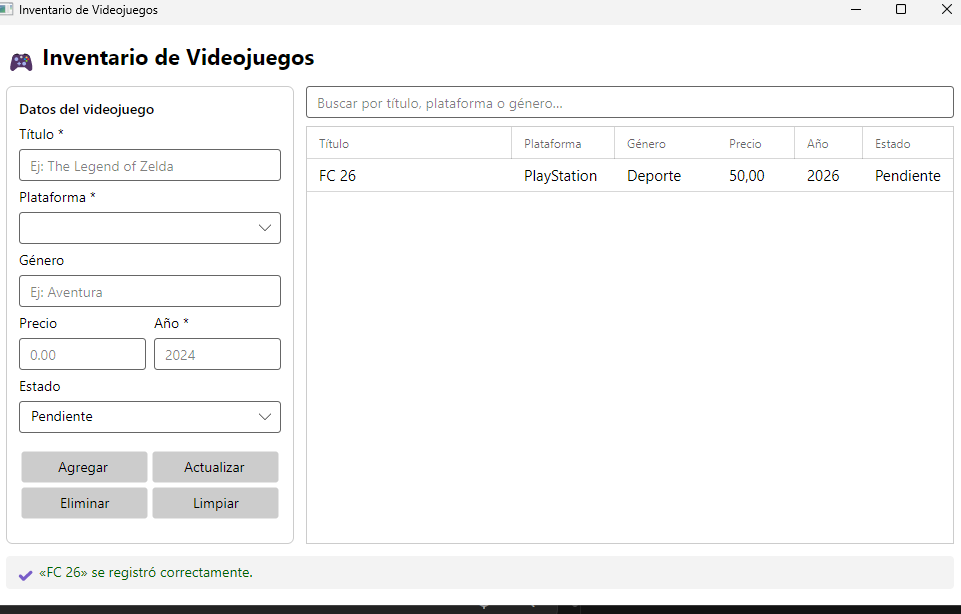 Inventario de Videojuegos
Inventario de Videojuegos
Datos del videojuego
Título *
Ej: The Legend of Zelda
Plataforma *
Género
Ej: Aventura
Precio Año *
0.00 2024
Estado
Pendiente
Agregar Actualizar
Eliminar Limpiar
Buscar por título, plataforma o género...
Título Plataforma Género Precio Año Estado
FC 26 PlayStation Deporte 50,00 2026 Pendiente
«FC 26» se registró correctamente.